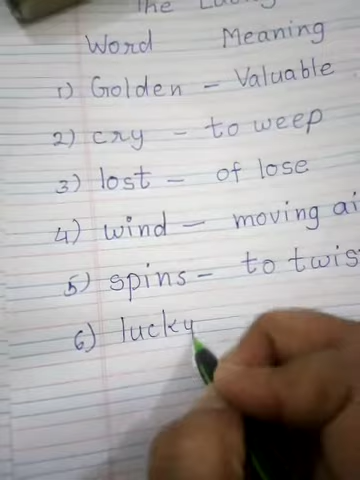 The
Word Meaning
1) Golden - Valuable
2) cry - to weep
3) lost - of lose
4) wind - moving ai
5) spins - to twis
6) lucky